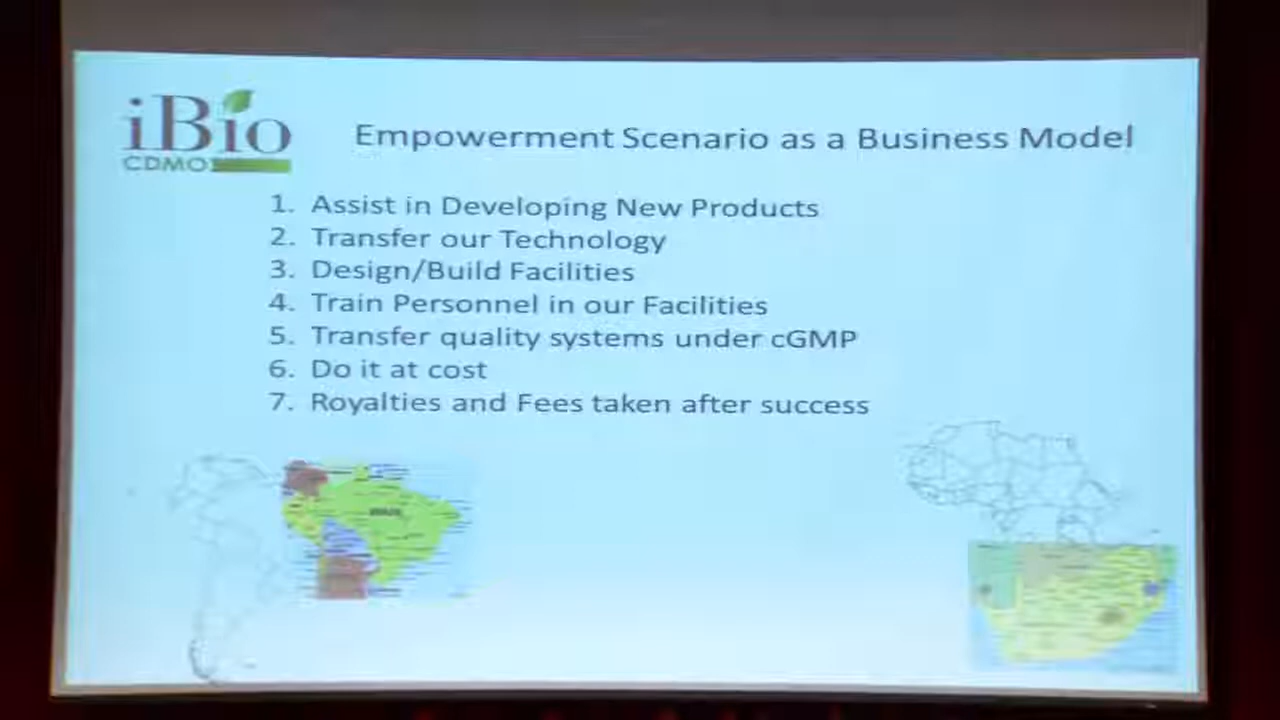 iBio
CDMO
Empowerment Scenario as a Business Model
1. Assist in Developing New Products
2. Transfer our Technology
3. Design/Build Facilities
4. Train Personnel in our Facilities
5. Transfer quality systems under cGMP
6. Do it at cost
7. Royalties and Fees taken after success